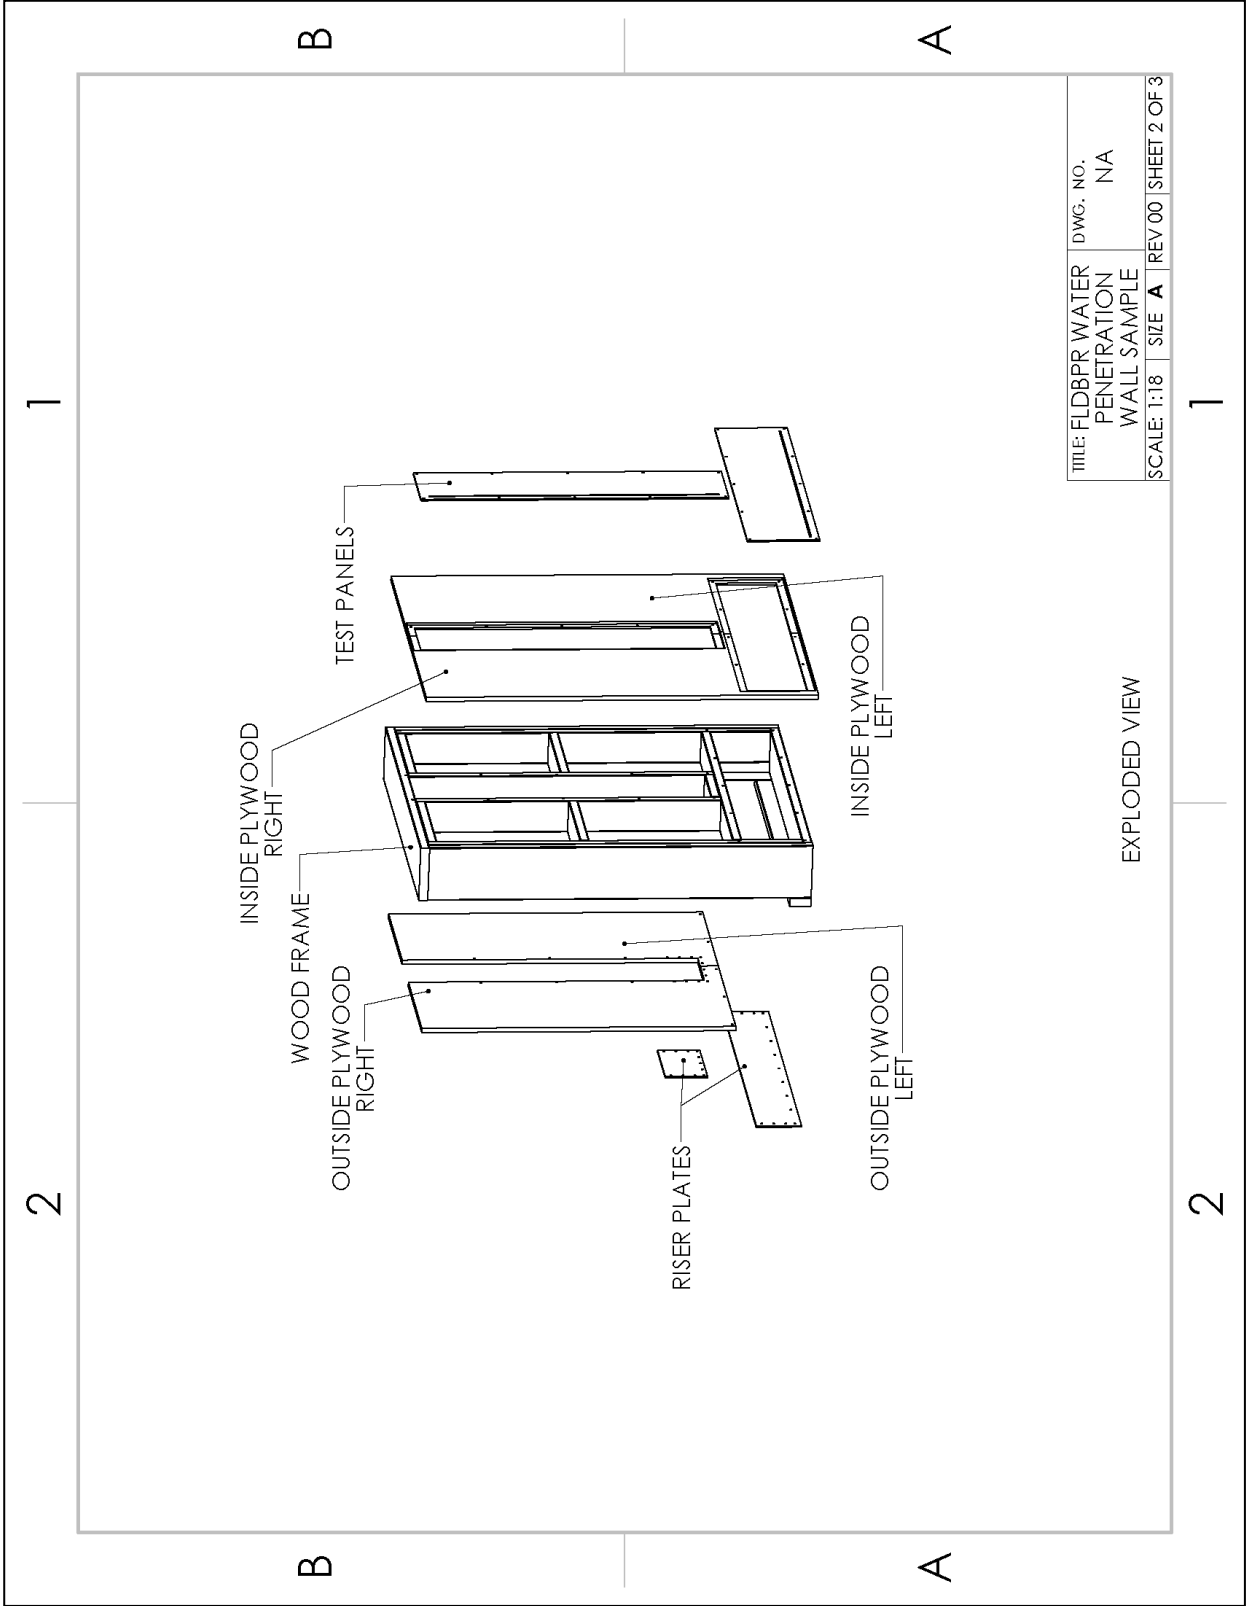 2
1
B
B
INSIDE PLYWOOD
RIGHT
WOOD FRAME
OUTSIDE PLYWOOD
RIGHT
TEST PANELS
RISER PLATES
OUTSIDE PLYWOOD
LEFT
INSIDE PLYWOOD
LEFT
EXPLODED VIEW
A
A
TITLE: FLDBPR WATER
PENETRATION
WALL SAMPLE
DWG. NO.
NA
SCALE: 1:18 SIZE A REV 00 SHEET 2 OF 3
2
1